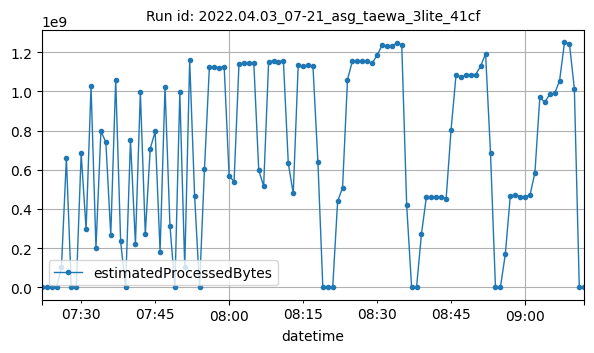 Run id: 2022.04.03_07-21_asg_taewa_3lite_41cf
1e9
1.2
1.0
0.8
0.6
0.4
0.2
0.0
estimatedProcessedBytes
07:30 07:45 08:00 08:15 08:30 08:45 09:00
datetime